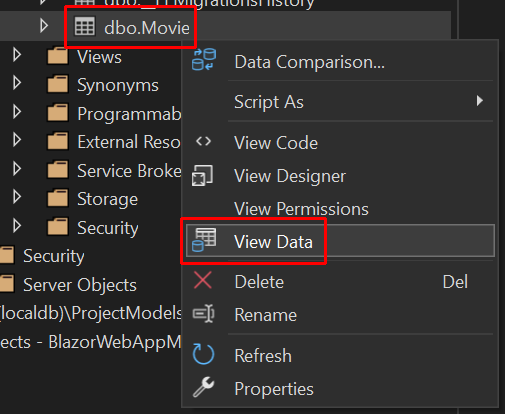 dbo.__EFMigrationsHistory
dbo.Movie
Views
Synonyms
Programmab
External Reso
Service Broke
Storage
Security
Security
Server Objects
(localdb)\ProjectModels
ects - BlazorWebAppM
Data Comparison...
Script As
View Code
View Designer
View Permissions
View Data
Delete Del
Rename
Refresh
Properties